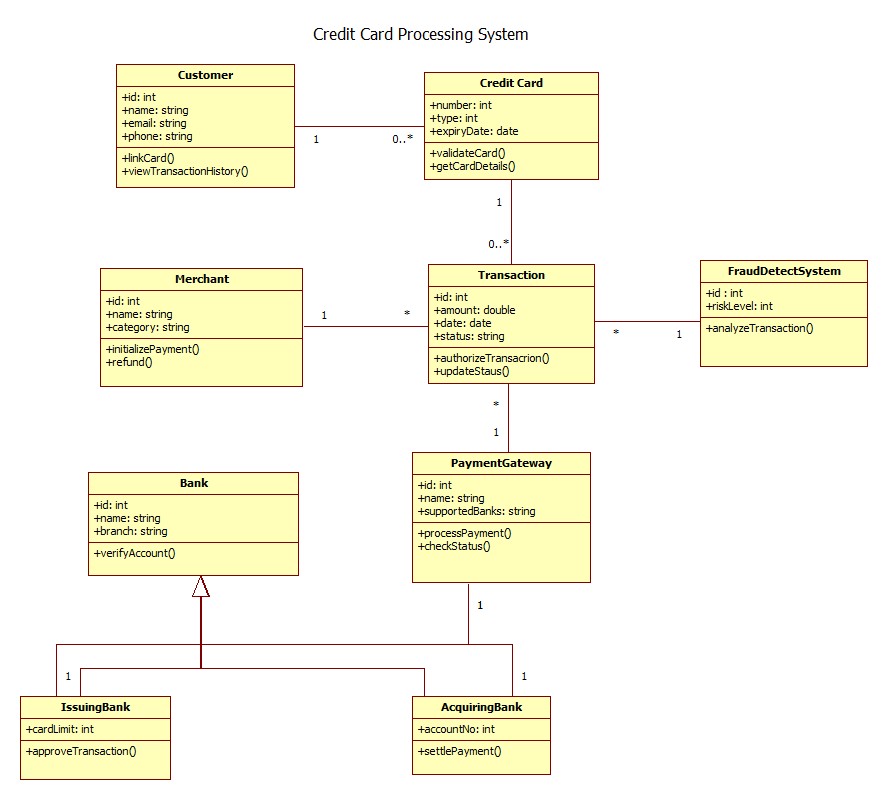 Credit Card Processing System
Customer
+id: int
+name: string
+email: string
+phone: string
+linkCard()
+viewTransactionHistory()
1
0..*
Credit Card
+number: int
+type: int
+expiryDate: date
+validateCard()
+getCardDetails()
1
0..*
Merchant
+id: int
+name: string
+category: string
+initializePayment()
+refund()
1
*
Transaction
+id: int
+amount: double
+date: date
+status: string
+authorizeTransacrion()
+updateStaus()
*
1
FraudDetectSystem
+id : int
+riskLevel: int
+analyzeTransaction()
*
1
Bank
+id: int
+name: string
+branch: string
+verifyAccount()
PaymentGateway
+id: int
+name: string
+supportedBanks: string
+processPayment()
+checkStatus()
1
1
1
IssuingBank
+cardLimit: int
+approveTransaction()
AcquiringBank
+accountNo: int
+settlePayment()